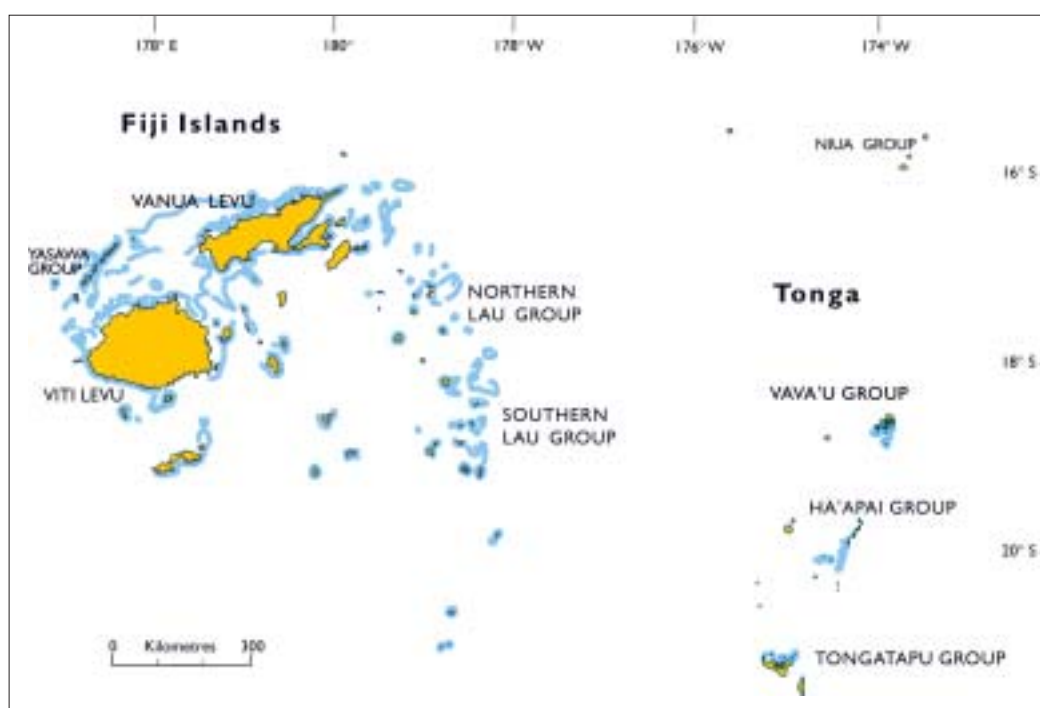 178° E
180°
178° W
176° W
174° W
Fiji Islands
NIUA GROUP
16° S
VANUA LEVU
YASAWA
GROUP
NORTHERN
LAU GROUP
Tonga
18° S
VITI LEVU
VAVA'U GROUP
SOUTHERN
LAU GROUP
HA'APAI GROUP
20° S
0 Kilometres 100
TONGATAPU GROUP